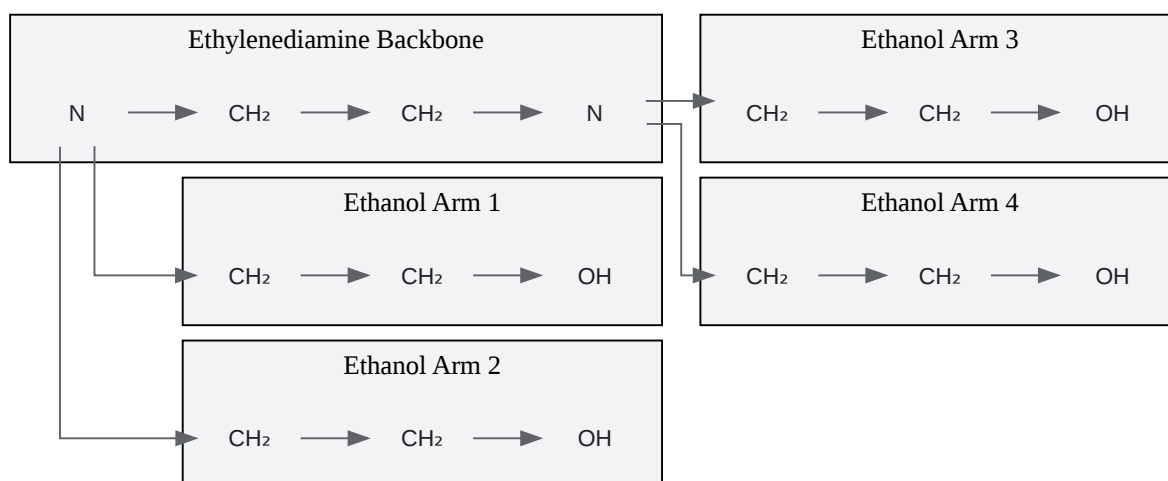 Ethylenediamine Backbone
N CH₂ CH₂ N
Ethanol Arm 3
CH₂ CH₂ OH
Ethanol Arm 1
CH₂ CH₂ OH
Ethanol Arm 4
CH₂ CH₂ OH
Ethanol Arm 2
CH₂ CH₂ OH